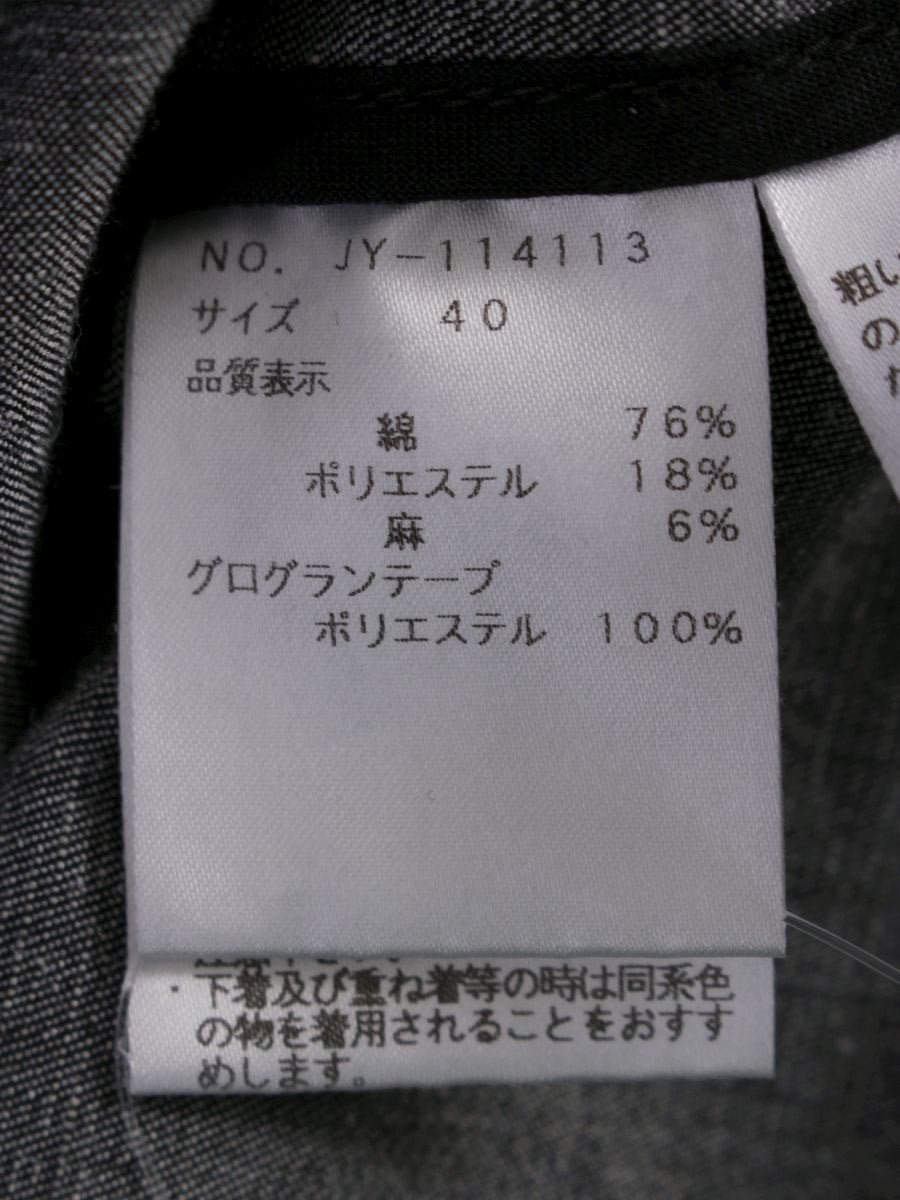 NO. JY-114113
サイズ 40
品質表示
綿 76%
ポリエステル 18%
麻 6%
グログランテープ
ポリエステル 100%
・下着及び重ね着等の時は同系色
の物を着用されることをおすす
めします。
粗い
の